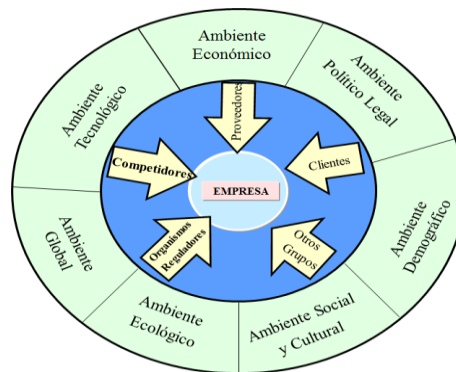 Ambiente
Económico
Ambiente
Político Legal
Ambiente
Tecnológico
Proveedores
Competidores
Clientes
EMPRESA
Organismos
Reguladores
Otros
Grupos
Ambiente
Global
Ambiente
Demográfico
Ambiente
Ecológico
Ambiente Social
y Cultural